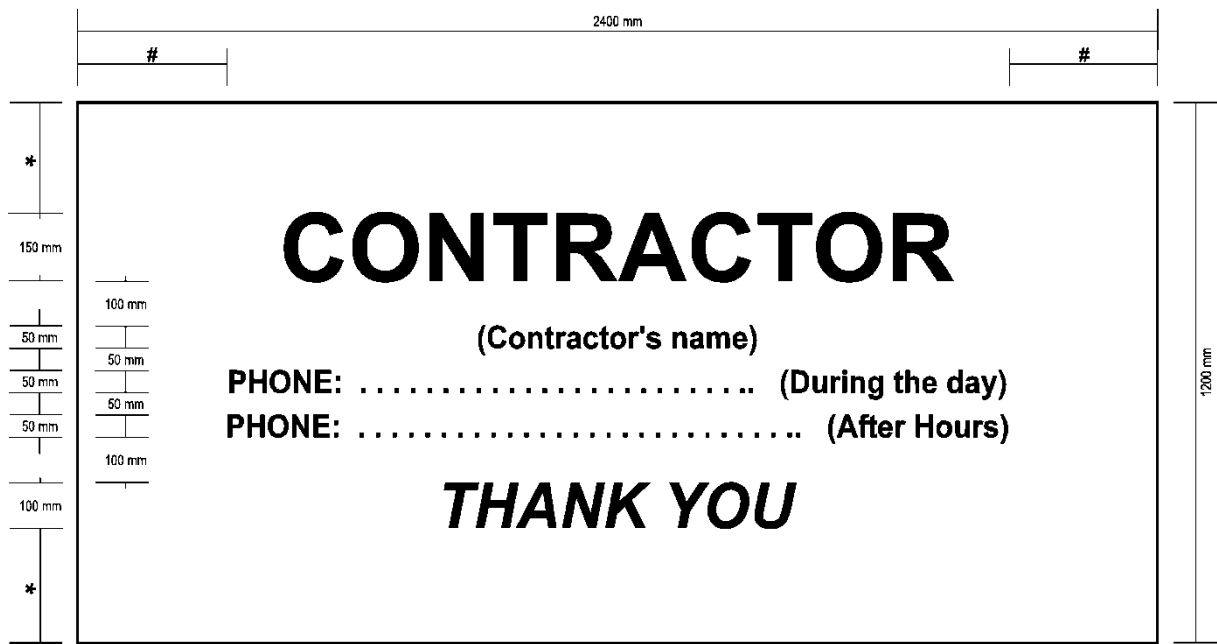 2400 mm
# #
*
CONTRACTOR
150 mm
100 mm
(Contractor's name)
50 mm
50 mm
PHONE: . . . . . . . . . . . . . . . . . . . . . . . . .. (During the day)
50 mm
50 mm
PHONE: . . . . . . . . . . . . . . . . . . . . . . . . . . . .. (After Hours)
50 mm
100 mm
THANK YOU
100 mm
*
1200 mm